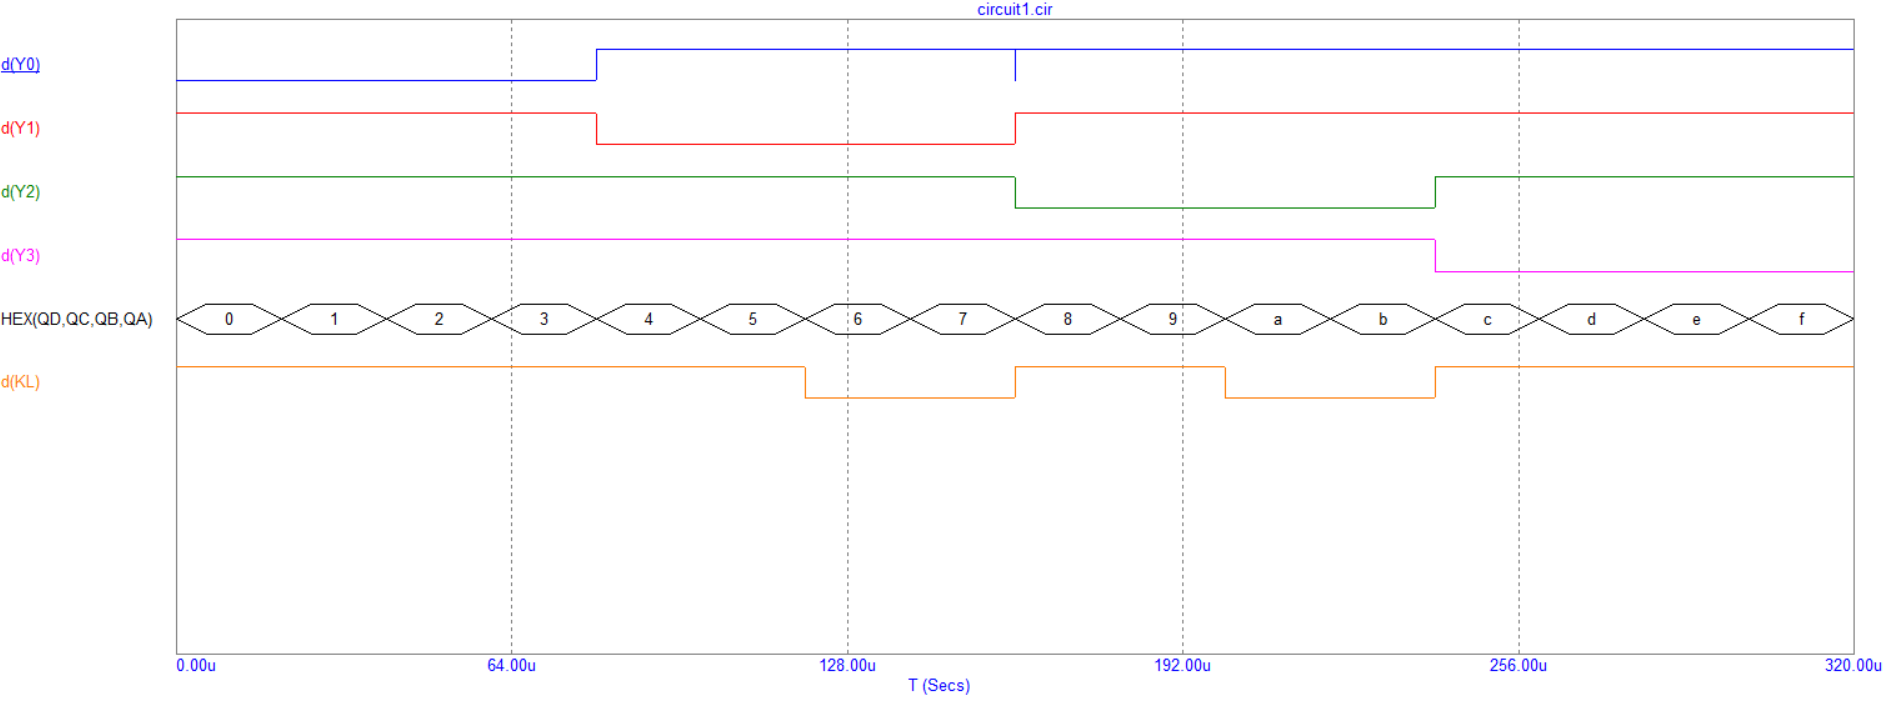 circuit1.cir
d(Y0)
d(Y1)
d(Y2)
d(Y3)
HEX(QD,QC,QB,QA) 0 1 2 3 4 5 6 7 8 9 a b c d e f
d(KL)
0.00u 64.00u 128.00u 192.00u 256.00u 320.00u
T (Secs)